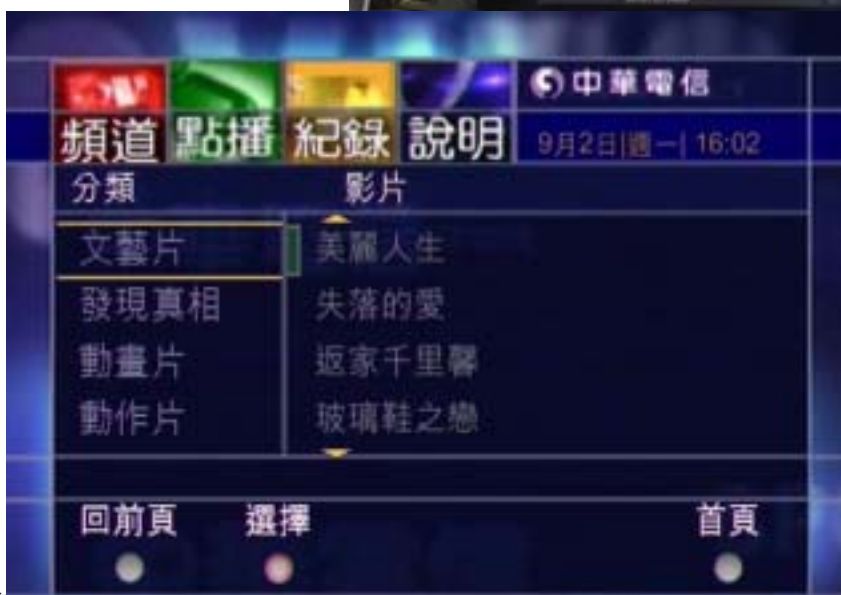 中華電信
頻道 點播 紀錄 說明
9月2日|週一| 16:02
分類 影片
文藝片 美麗人生
發現真相 失落的愛
動畫片 返家千里馨
動作片 玻璃鞋之戀
回前頁 選擇 首頁